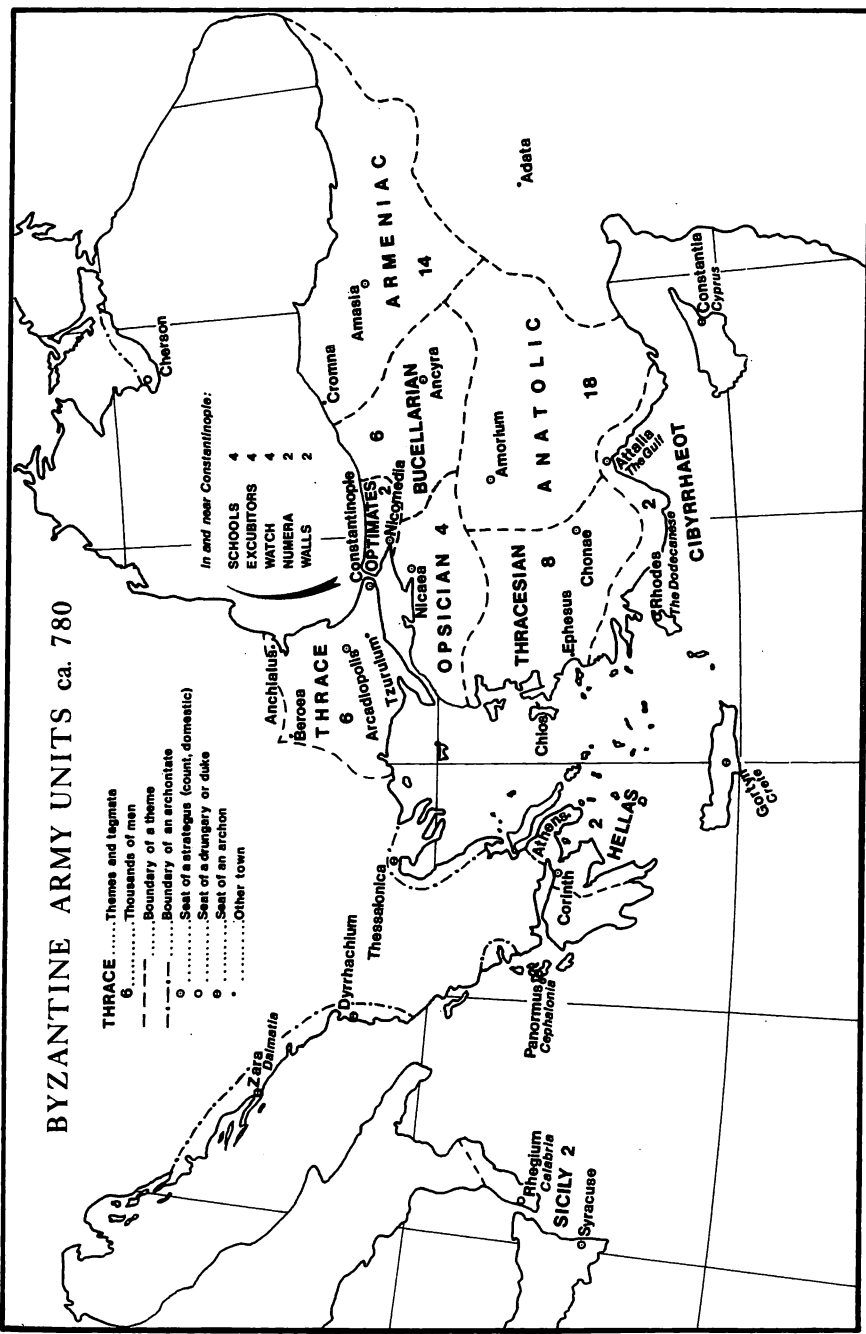 BYZANTINE ARMY UNITS ca. 780
THRACE......Themes and tagmata
6..........Thousands of men
— — — .....Boundary of a theme
—·—·—.....Boundary of an archontate
⊙..........Seat of a strategus (count, domestic)
○..........Seat of a drungary or duke
⊖..........Seat of an archon
•..........Other town
In and near Constantinople:
SCHOOLS 4
EXCUBITORS 4
WATCH 4
NUMERA 2
WALLS 2
Cherson
Zara
Dalmatia
Dyrrhachium
Thessalonica
Anchialus
Beroea
THRACE
6
Arcadiopolis
Tzurulum
Constantinople
OPTIMATES
2
Nicomedia
Cromna
Amasia
ARMENIAC
14
6
BUCELLARIAN
Ancyra
Nicaea
OPSICIAN 4
Amorium
ANATOLIC
18
Adata
THRACESIAN
8
Ephesus
Chonae
Chios
Athens
2
HELLAS
Corinth
Panormus
Cephalonia
Rhegium
Calabria
SICILY 2
Syracuse
Attalia
The Gulf
2
CIBYRRHAEOT
Rhodes
The Dodecanese
Constantia
Cyprus
Gortyn
Crete